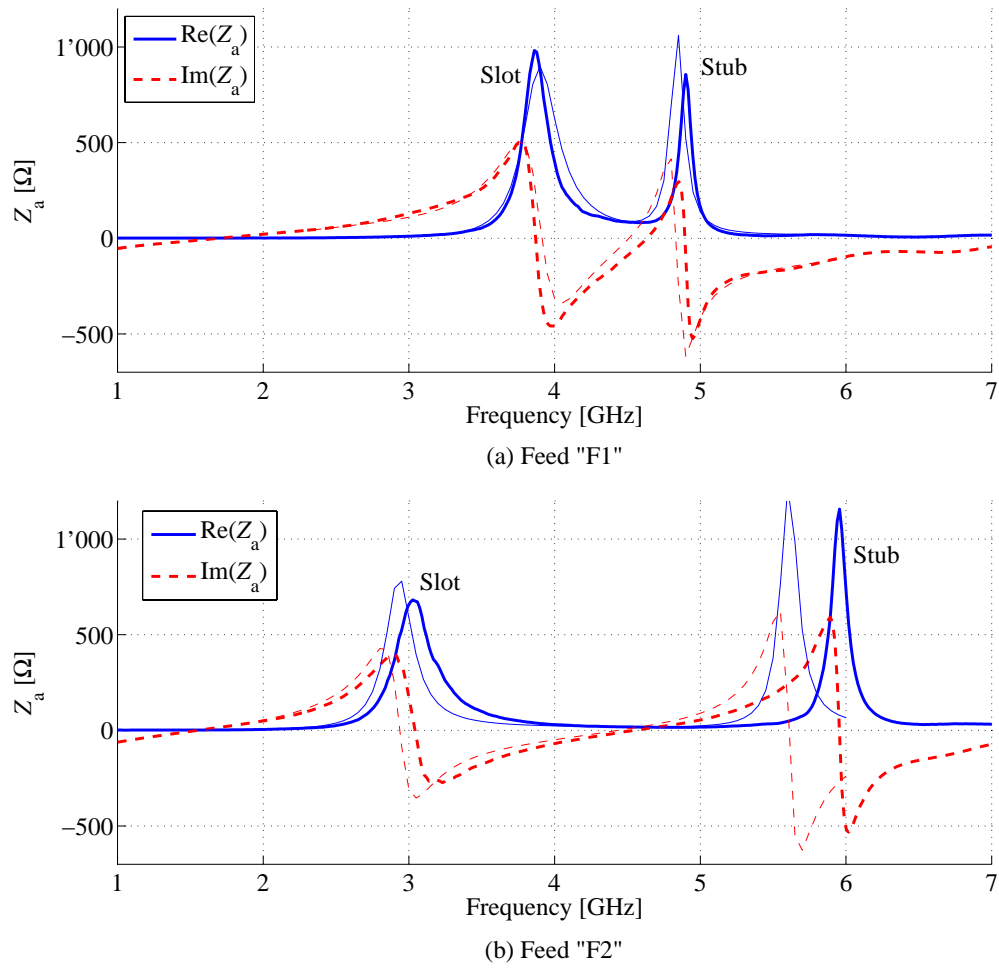 1’000
500
0
−500
Z_a [Ω]
Re(Z_a)
Im(Z_a)
Slot
Stub
1 2 3 4 5 6 7
Frequency [GHz]
(a) Feed "F1"
1’000
500
0
−500
Z_a [Ω]
Re(Z_a)
Im(Z_a)
Slot
Stub
1 2 3 4 5 6 7
Frequency [GHz]
(b) Feed "F2"